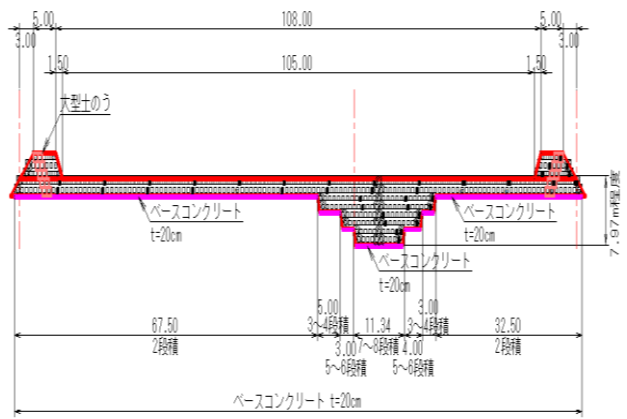 5.00 108.00 5.00
3.00 3.00
1.50 105.00 1.50
大型土のう
ベースコンクリート
t=20cm
ベースコンクリート
t=20cm
ベースコンクリート
t=20cm
7.97m程度
5.00 3.00
67.50 3～4段積 11.34 3～4段積 32.50
2段積 3.00 7～8段積 4.00 2段積
5～6段積 5～6段積
ベースコンクリート t=20cm